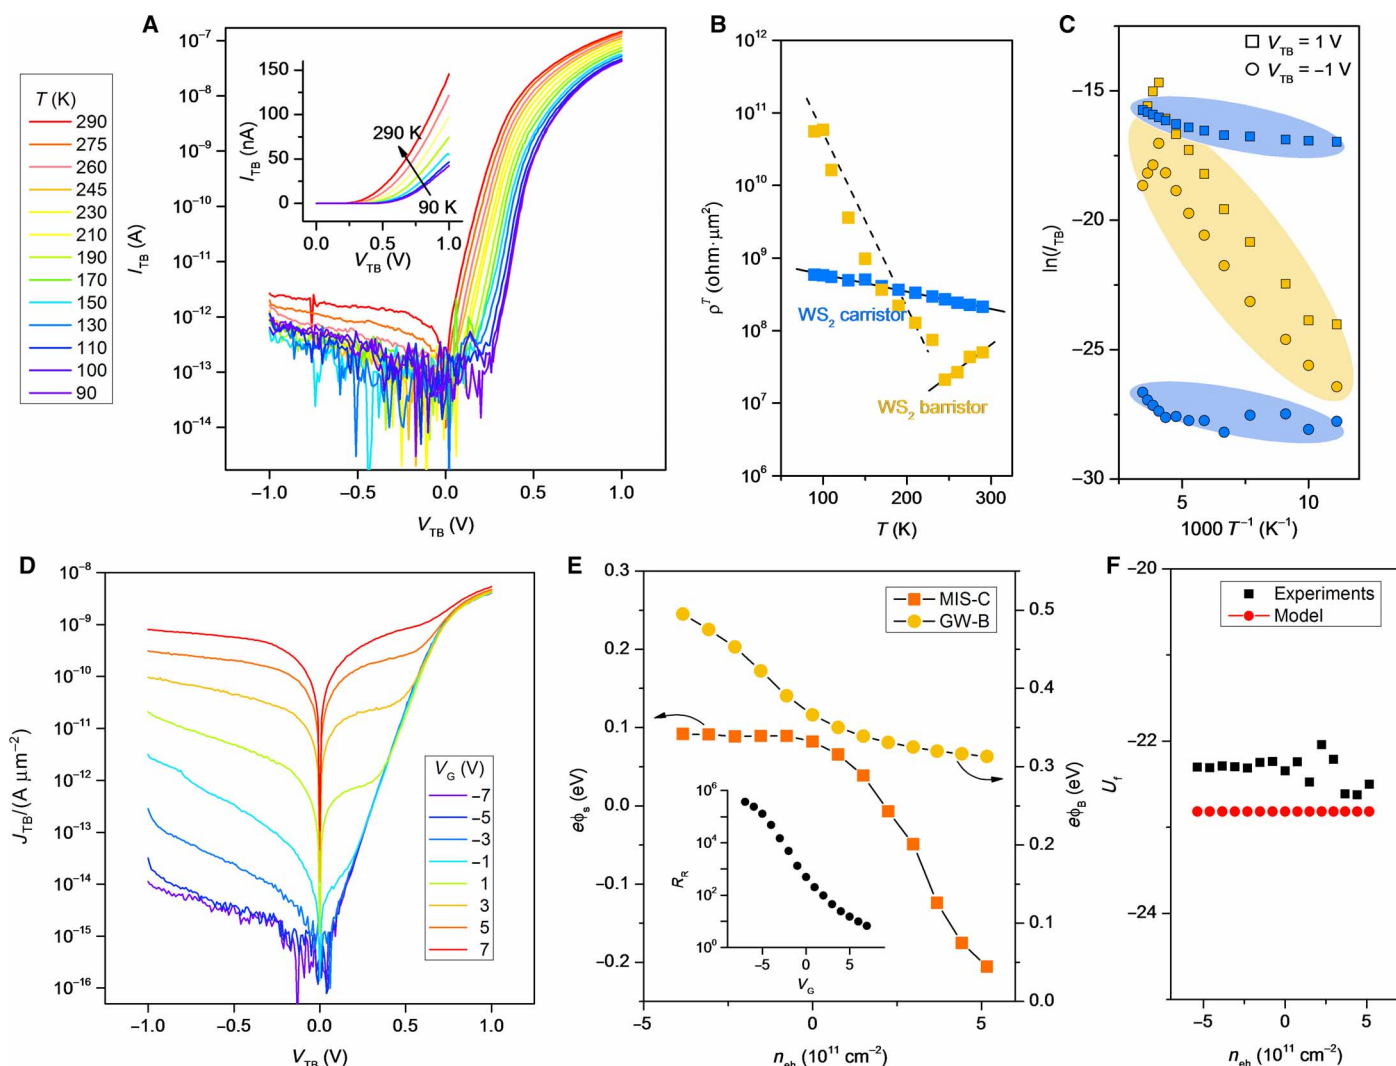 A
T (K)
290
275
260
245
230
210
190
170
150
130
110
100
90
I_TB (A)
10⁻⁷
10⁻⁸
10⁻⁹
10⁻¹⁰
10⁻¹¹
10⁻¹²
10⁻¹³
10⁻¹⁴
−1.0 −0.5 0.0 0.5 1.0
V_TB (V)
I_TB (nA)
150
100
50
0
290 K
90 K
0.0 0.5 1.0
V_TB (V)
B
ρᵀ (ohm·μm²)
10¹²
10¹¹
10¹⁰
10⁹
10⁸
10⁷
10⁶
WS₂ carristor
WS₂ barristor
100 200 300
T (K)
C
V_TB = 1 V
V_TB = −1 V
ln(I_TB)
−15
−20
−25
−30
5 10
1000 T⁻¹ (K⁻¹)
D
J_TB/(A μm⁻²)
10⁻⁸
10⁻⁹
10⁻¹⁰
10⁻¹¹
10⁻¹²
10⁻¹³
10⁻¹⁴
10⁻¹⁵
10⁻¹⁶
V_G (V)
−7
−5
−3
−1
1
3
5
7
−1.0 −0.5 0.0 0.5 1.0
V_TB (V)
E
MIS-C
GW-B
eϕ_s (eV)
0.3
0.2
0.1
0.0
−0.1
−0.2
eϕ_B (eV)
0.5
0.4
0.3
0.2
0.1
0.0
R_R
10⁶
10⁴
10²
10⁰
−5 0 5
V_G
−5 0 5
n_eh (10¹¹ cm⁻²)
F
Experiments
Model
U_f
−20
−22
−24
−5 0 5
n_eh (10¹¹ cm⁻²)